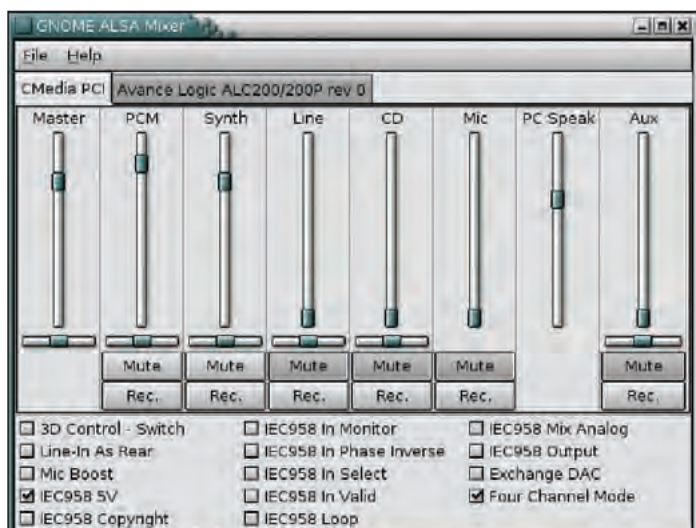 GNOME ALSA Mixer
File Help
CMedia PCI Avance Logic ALC200/200P rev 0
Master PCM Synth Line CD Mic PC Speak Aux
Mute Mute Mute Mute Mute Mute
Rec. Rec. Rec. Rec. Rec. Rec.
3D Control - Switch IEC958 In Monitor IEC958 Mix Analog
Line-In As Rear IEC958 In Phase Inverse IEC958 Output
Mic Boost IEC958 In Select Exchange DAC
IEC958 5V IEC958 In Valid Four Channel Mode
IEC958 Copyright IEC958 Loop